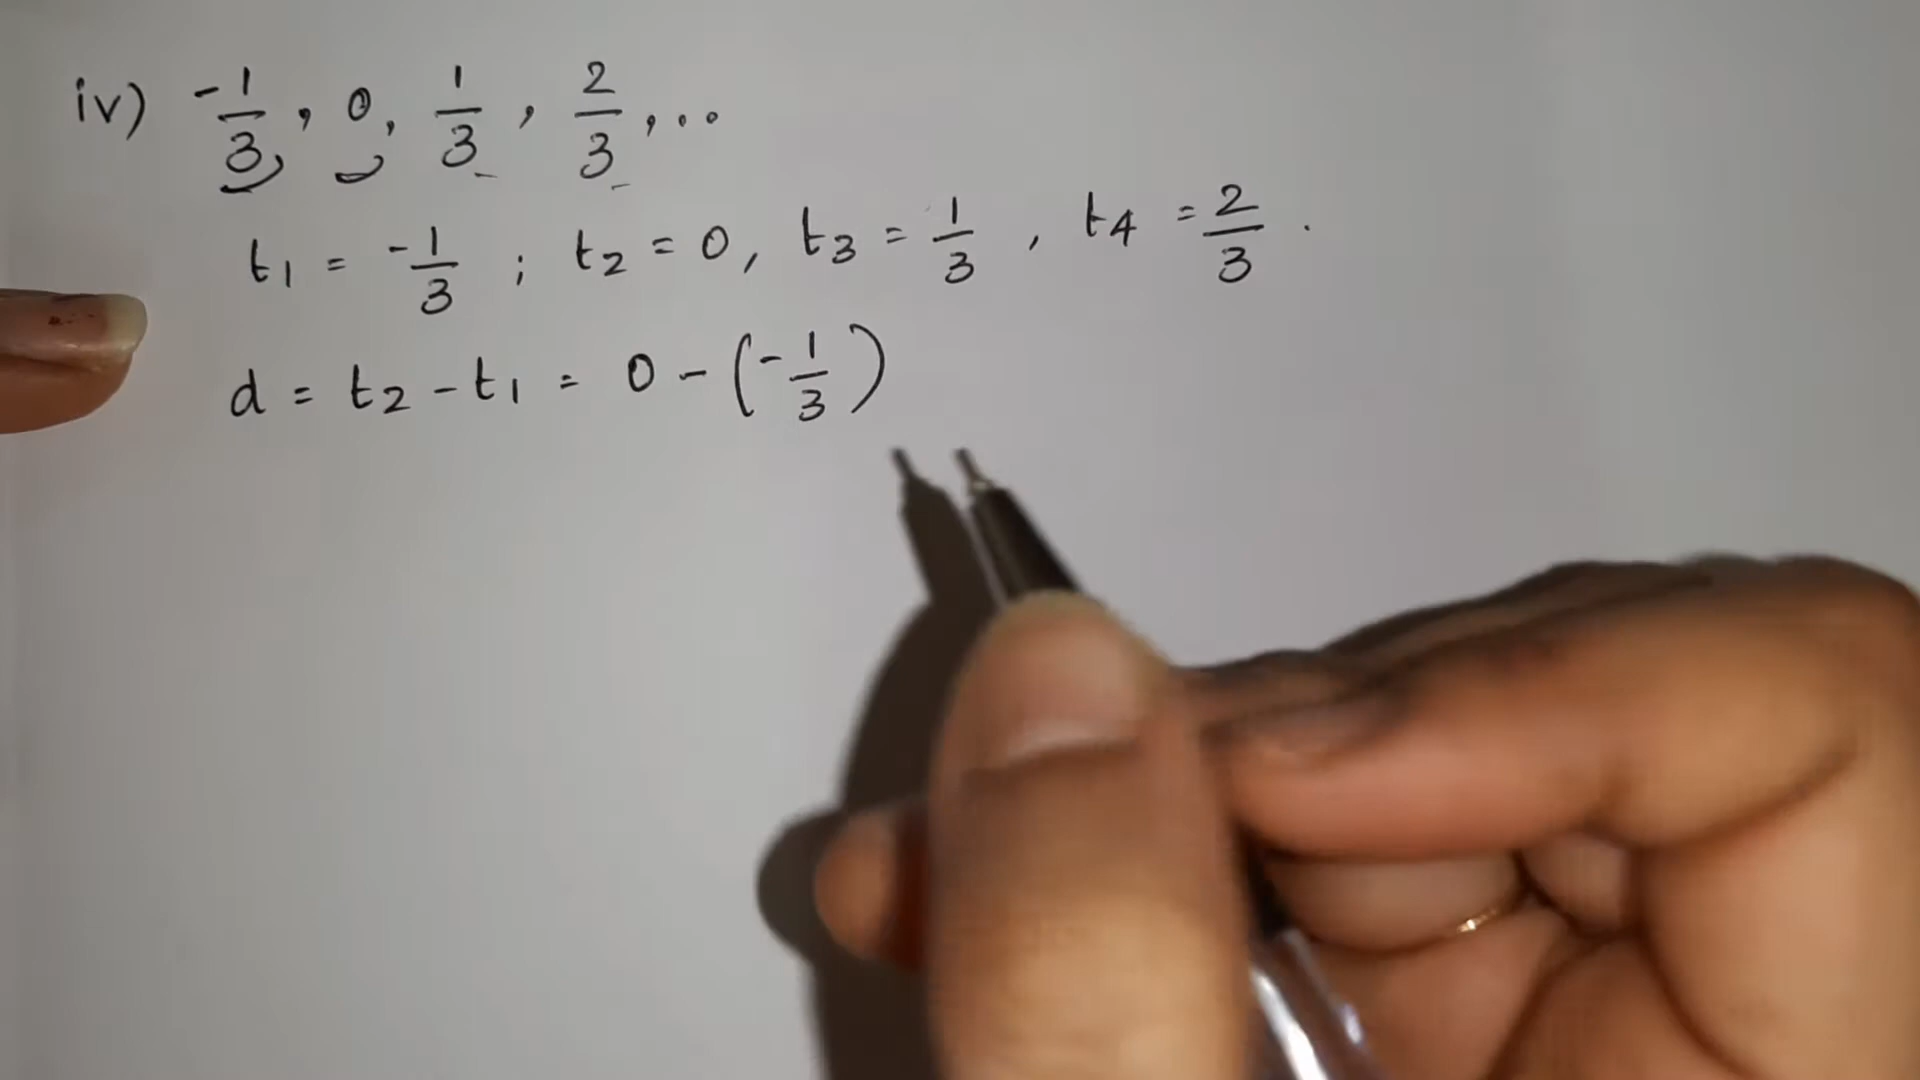 iv) -1/3, 0, 1/3, 2/3, ...
t1 = -1/3 ; t2 = 0, t3 = 1/3, t4 = 2/3.
d = t2 - t1 = 0 - (-1/3)